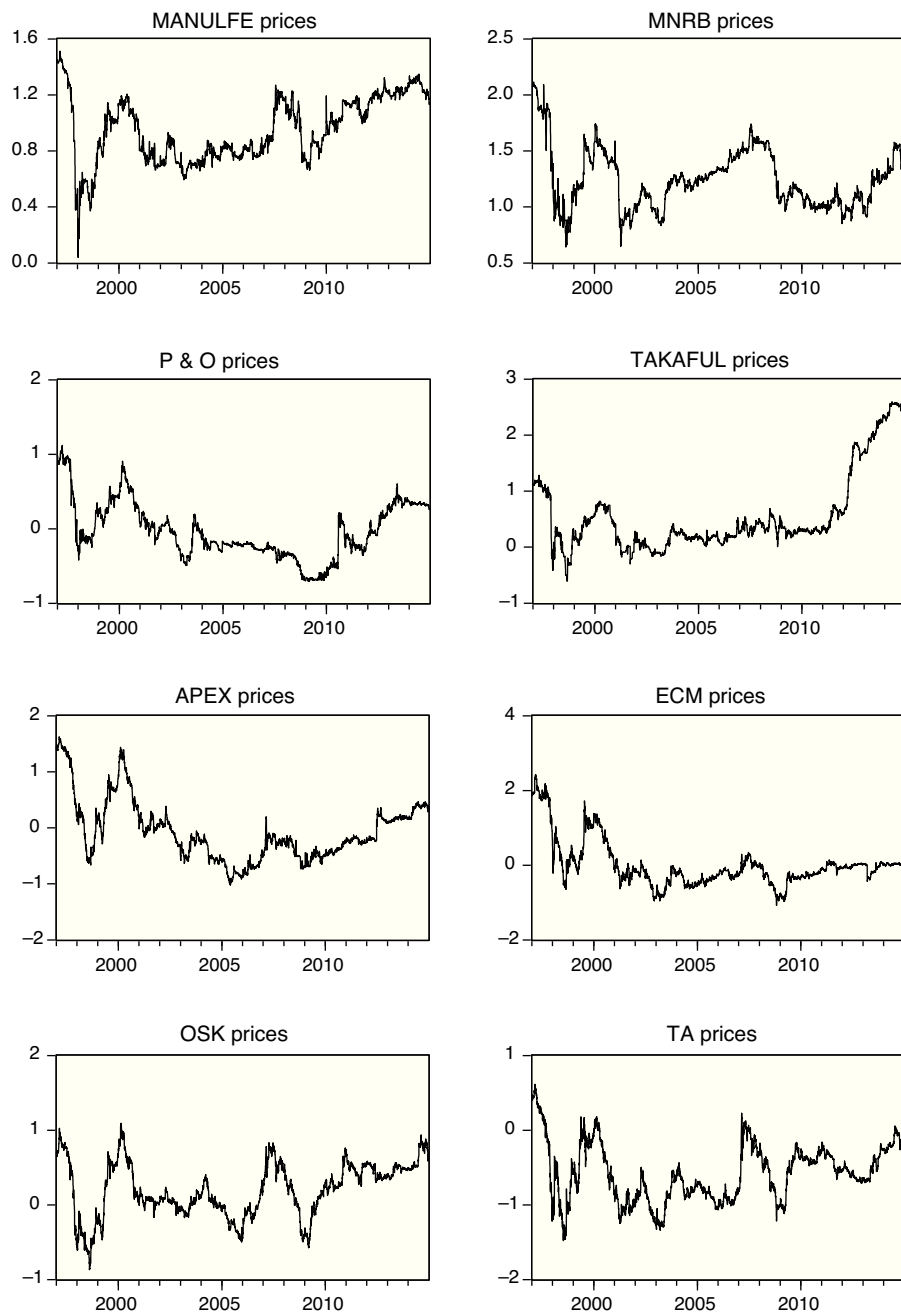 MANULFE prices
1.6
1.2
0.8
0.4
0.0
2000 2005 2010
MNRB prices
2.5
2.0
1.5
1.0
0.5
2000 2005 2010
P & O prices
2
1
0
−1
2000 2005 2010
TAKAFUL prices
3
2
1
0
−1
2000 2005 2010
APEX prices
2
1
0
−1
−2
2000 2005 2010
ECM prices
4
2
0
−2
2000 2005 2010
OSK prices
2
1
0
−1
2000 2005 2010
TA prices
1
0
−1
−2
2000 2005 2010